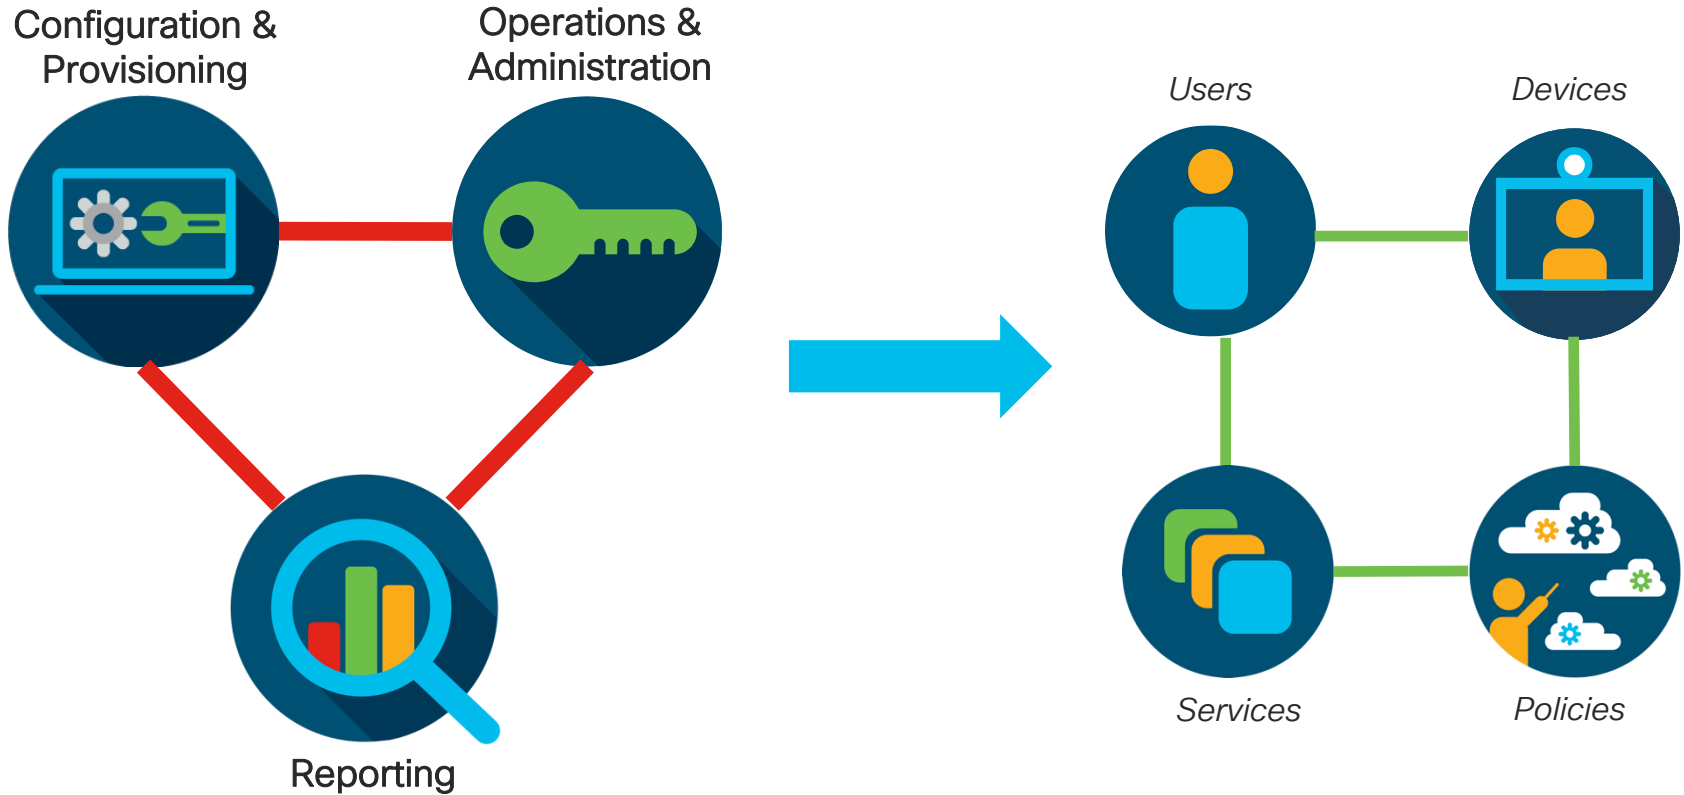 Configuration &
Provisioning
Operations &
Administration
Users
Devices
Services
Policies
Reporting